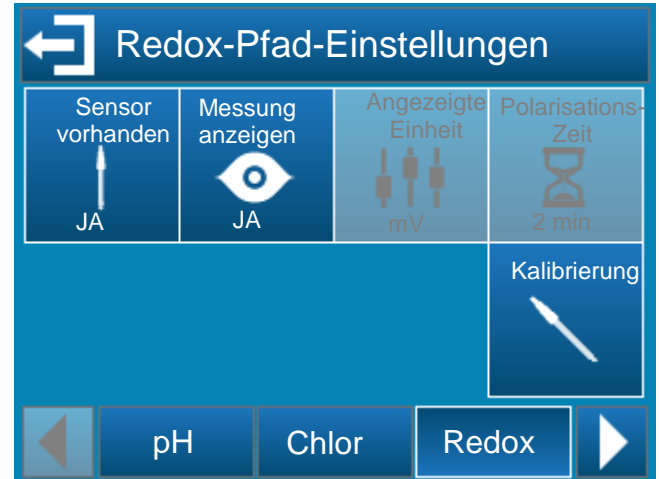 Redox-Pfad-Einstellungen
Sensor
vorhanden
JA
Messung
anzeigen
JA
Angezeigte
Einheit
mV
Polarisations-
Zeit
2 min
Kalibrierung
pH
Chlor
Redox